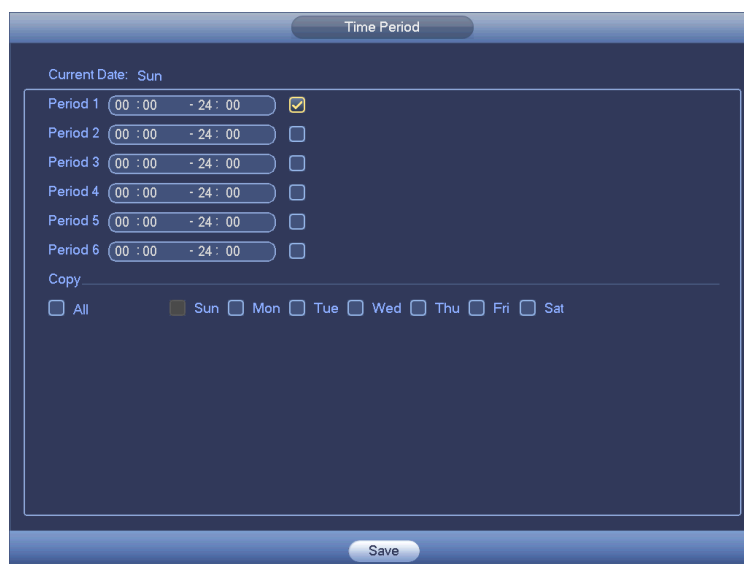 Time Period
Current Date: Sun
Period 1 00 : 00 - 24 : 00
Period 2 00 : 00 - 24 : 00
Period 3 00 : 00 - 24 : 00
Period 4 00 : 00 - 24 : 00
Period 5 00 : 00 - 24 : 00
Period 6 00 : 00 - 24 : 00
Copy
All Sun Mon Tue Wed Thu Fri Sat
Save